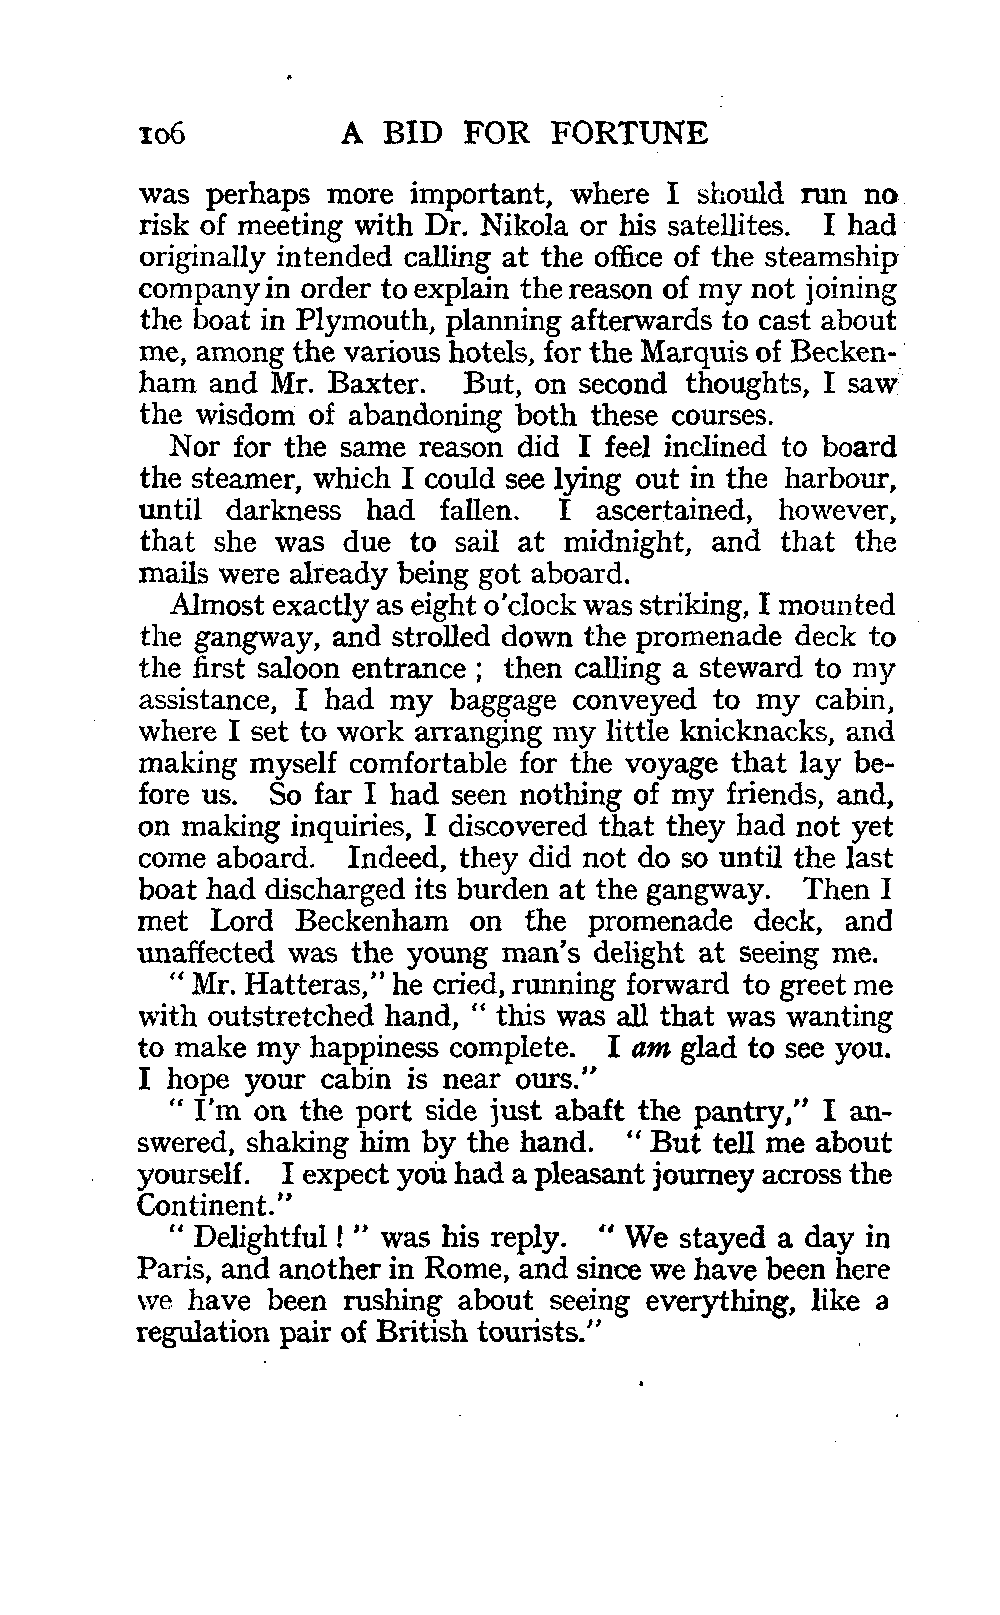 106 A BID FOR FORTUNE
was perhaps more important, where I should run no
risk of meeting with Dr. Nikola or his satellites. I had
originally intended calling at the office of the steamship
company in order to explain the reason of my not joining
the boat in Plymouth, planning afterwards to cast about
me, among the various hotels, for the Marquis of Becken-
ham and Mr. Baxter. But, on second thoughts, I saw
the wisdom of abandoning both these courses.
Nor for the same reason did I feel inclined to board
the steamer, which I could see lying out in the harbour,
until darkness had fallen. I ascertained, however,
that she was due to sail at midnight, and that the
mails were already being got aboard.
Almost exactly as eight o'clock was striking, I mounted
the gangway, and strolled down the promenade deck to
the first saloon entrance ; then calling a steward to my
assistance, I had my baggage conveyed to my cabin,
where I set to work arranging my little knicknacks, and
making myself comfortable for the voyage that lay be-
fore us. So far I had seen nothing of my friends, and,
on making inquiries, I discovered that they had not yet
come aboard. Indeed, they did not do so until the last
boat had discharged its burden at the gangway. Then I
met Lord Beckenham on the promenade deck, and
unaffected was the young man's delight at seeing me.
" Mr. Hatteras," he cried, running forward to greet me
with outstretched hand, " this was all that was wanting
to make my happiness complete. I am glad to see you.
I hope your cabin is near ours."
" I'm on the port side just abaft the pantry," I an-
swered, shaking him by the hand. " But tell me about
yourself. I expect you had a pleasant journey across the
Continent."
" Delightful ! " was his reply. " We stayed a day in
Paris, and another in Rome, and since we have been here
we have been rushing about seeing everything, like a
regulation pair of British tourists."